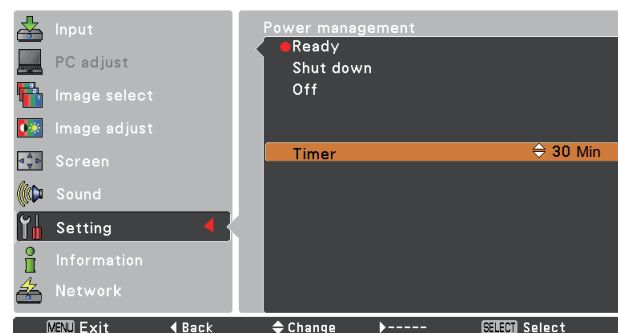 Input
PC adjust
Image select
Image adjust
Screen
Sound
Setting
Information
Network
Power management
Ready
Shut down
Off
Timer 30 Min
MENU Exit Back Change ----- SELECT Select